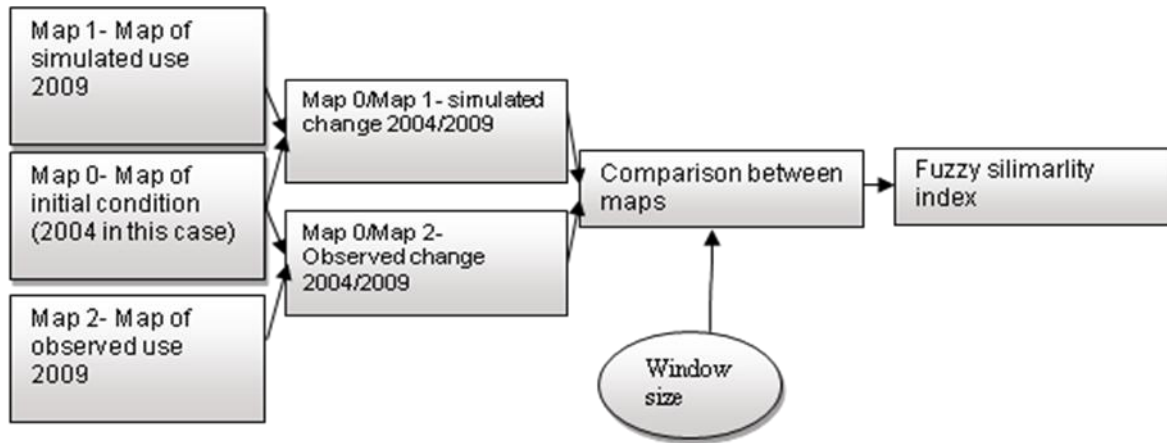 Map 1- Map of
simulated use
2009
Map 0- Map of
initial condition
(2004 in this case)
Map 2- Map of
observed use
2009
Map 0/Map 1- simulated
change 2004/2009
Map 0/Map 2-
Observed change
2004/2009
Comparison between
maps
Window
size
Fuzzy silimarlity
index